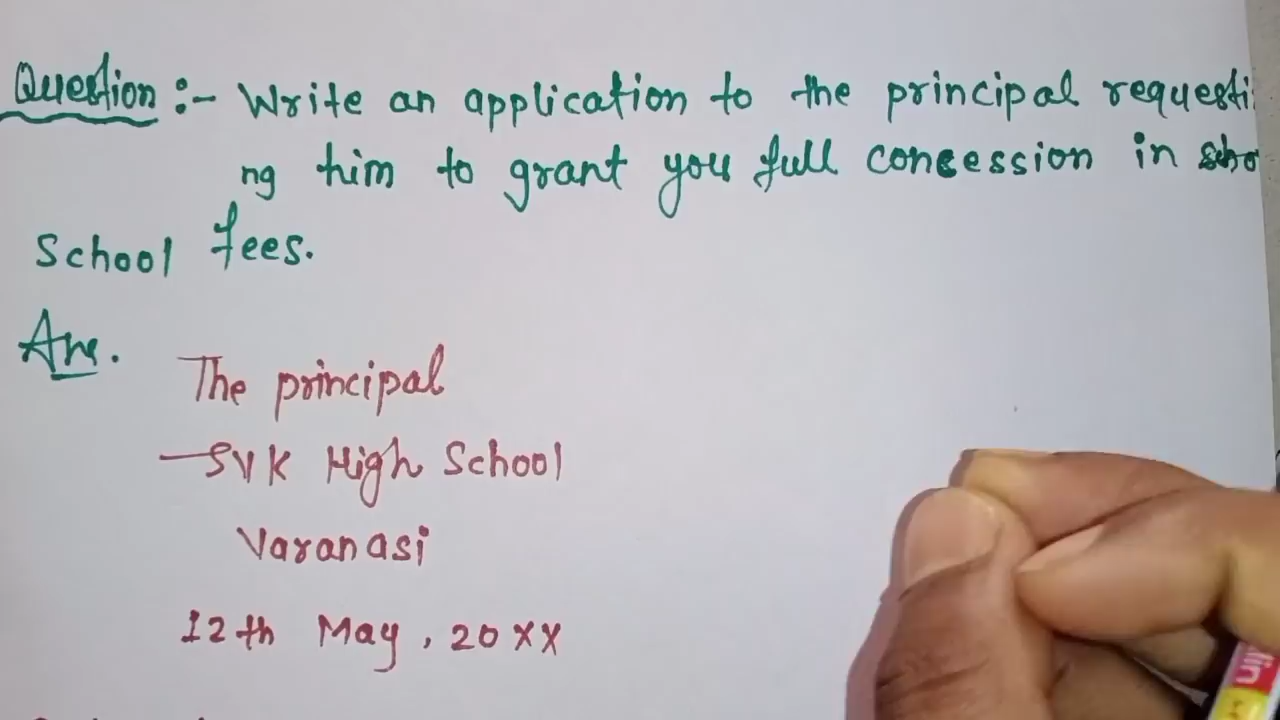 Question :- Write an application to the principal requesti
ng him to grant you full concession in scho
School fees.
Ans.
The principal
SVK High School
Varanasi
12th May, 20XX